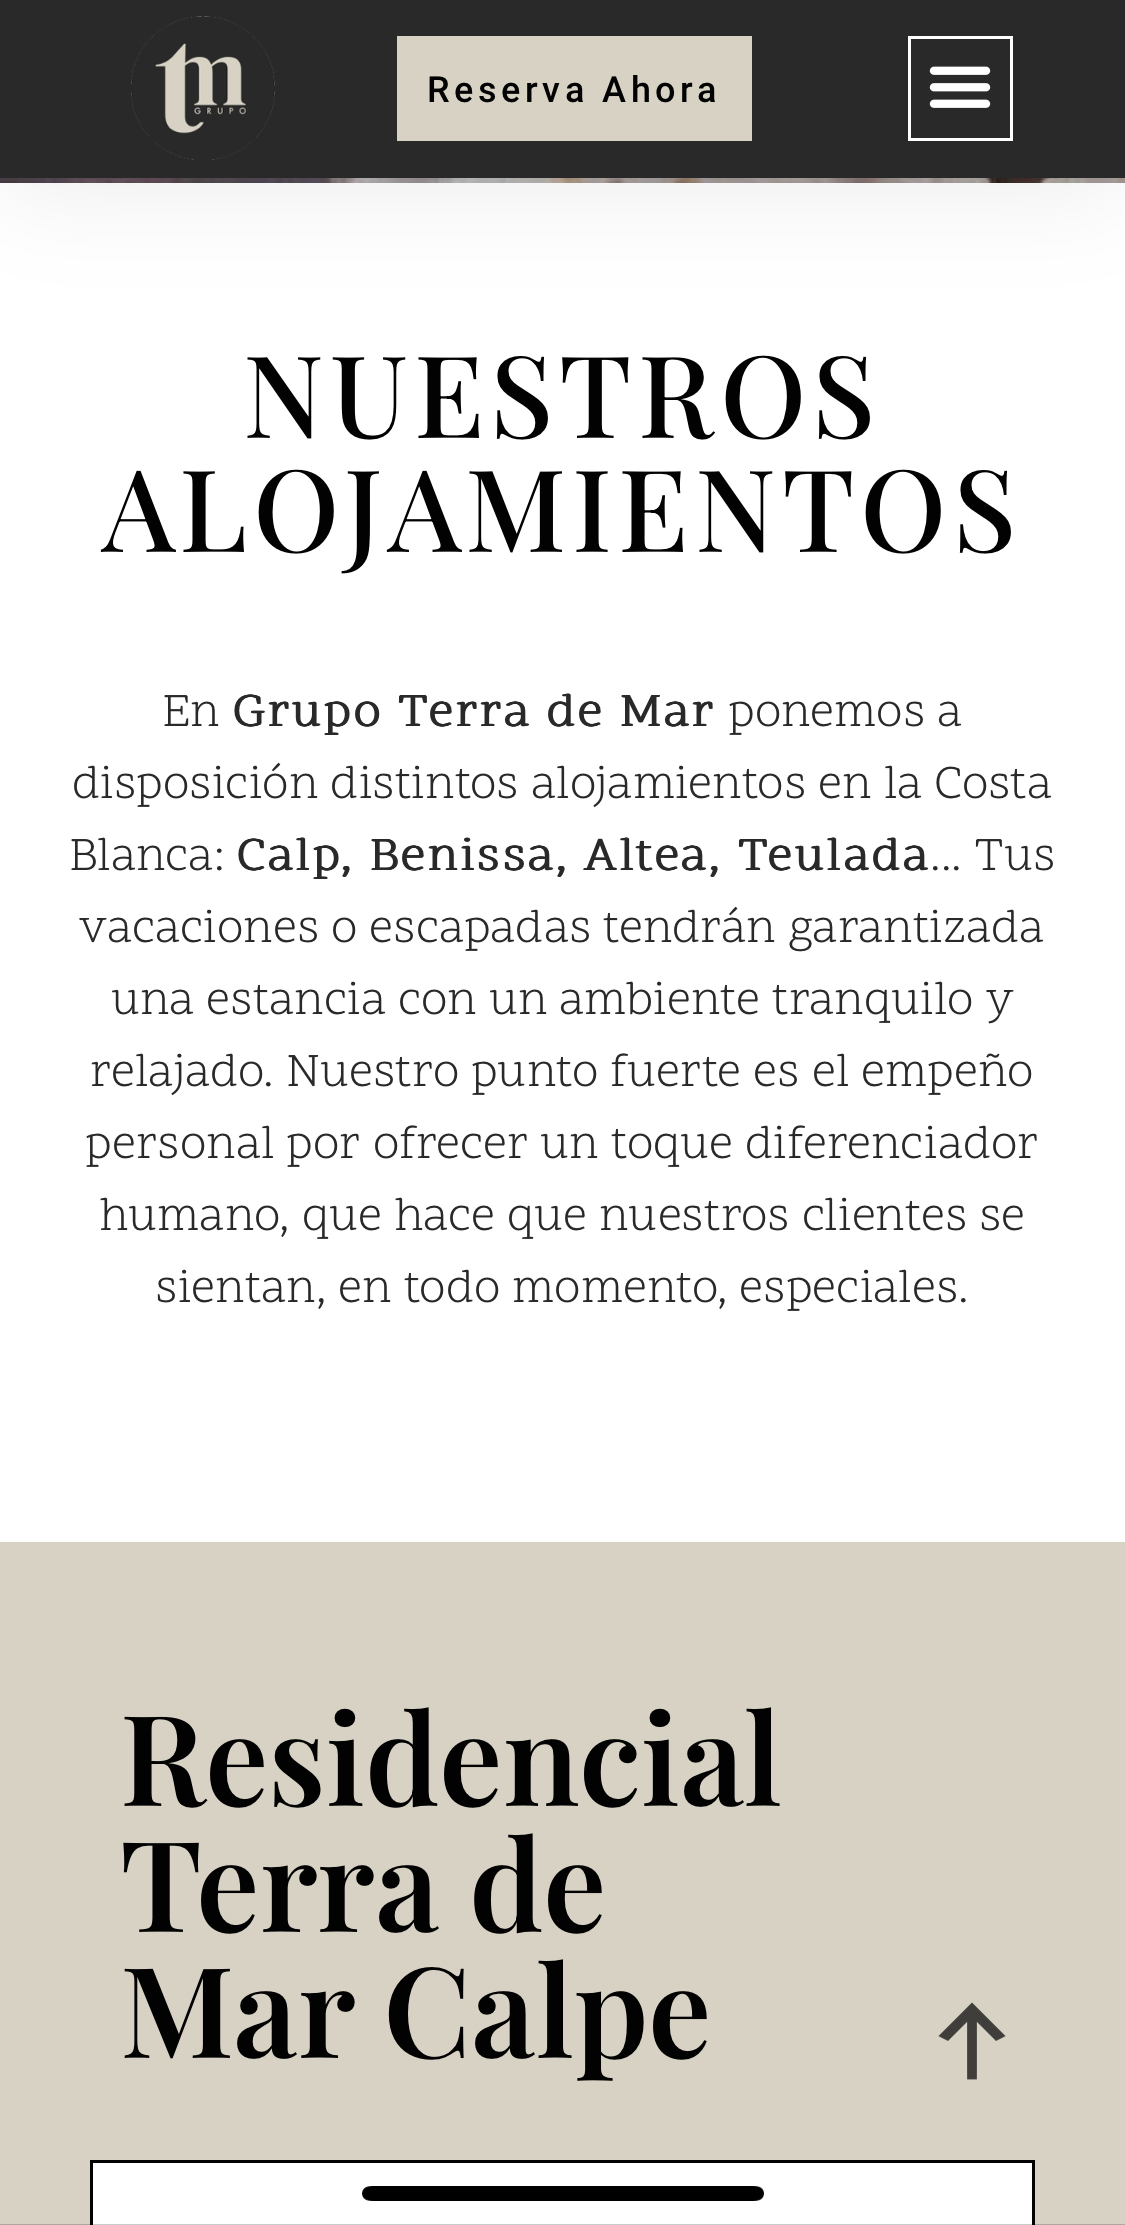 tm
GRUPO
Reserva Ahora
NUESTROS
ALOJAMIENTOS
En Grupo Terra de Mar ponemos a
disposición distintos alojamientos en la Costa
Blanca: Calp, Benissa, Altea, Teulada... Tus
vacaciones o escapadas tendrán garantizada
una estancia con un ambiente tranquilo y
relajado. Nuestro punto fuerte es el empeño
personal por ofrecer un toque diferenciador
humano, que hace que nuestros clientes se
sientan, en todo momento, especiales.
Residencial
Terra de
Mar Calpe